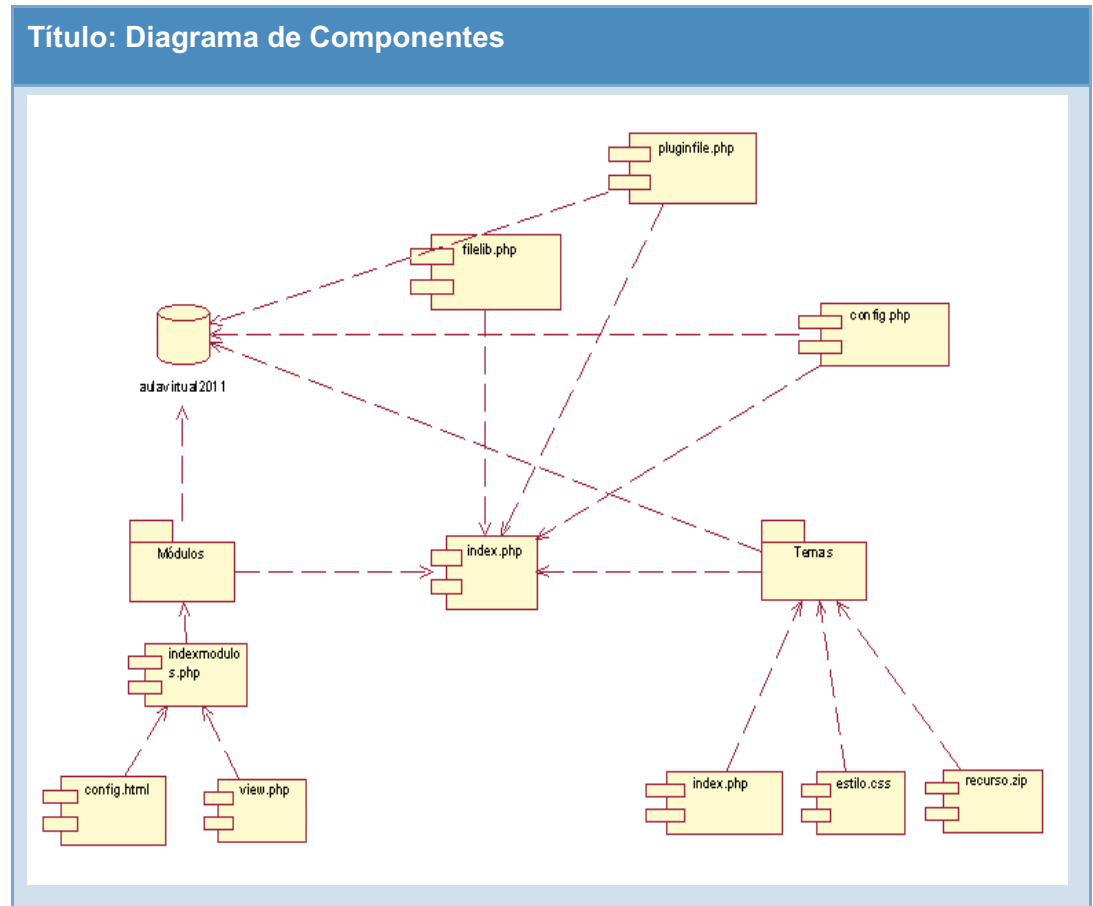 Título: Diagrama de Componentes
pluginfile.php
filelib.php
config.php
aulavirtual2011
Módulos
index.php
Temas
indexmodulo
s.php
config.html
view.php
index.php
estilo.css
recurso.zip